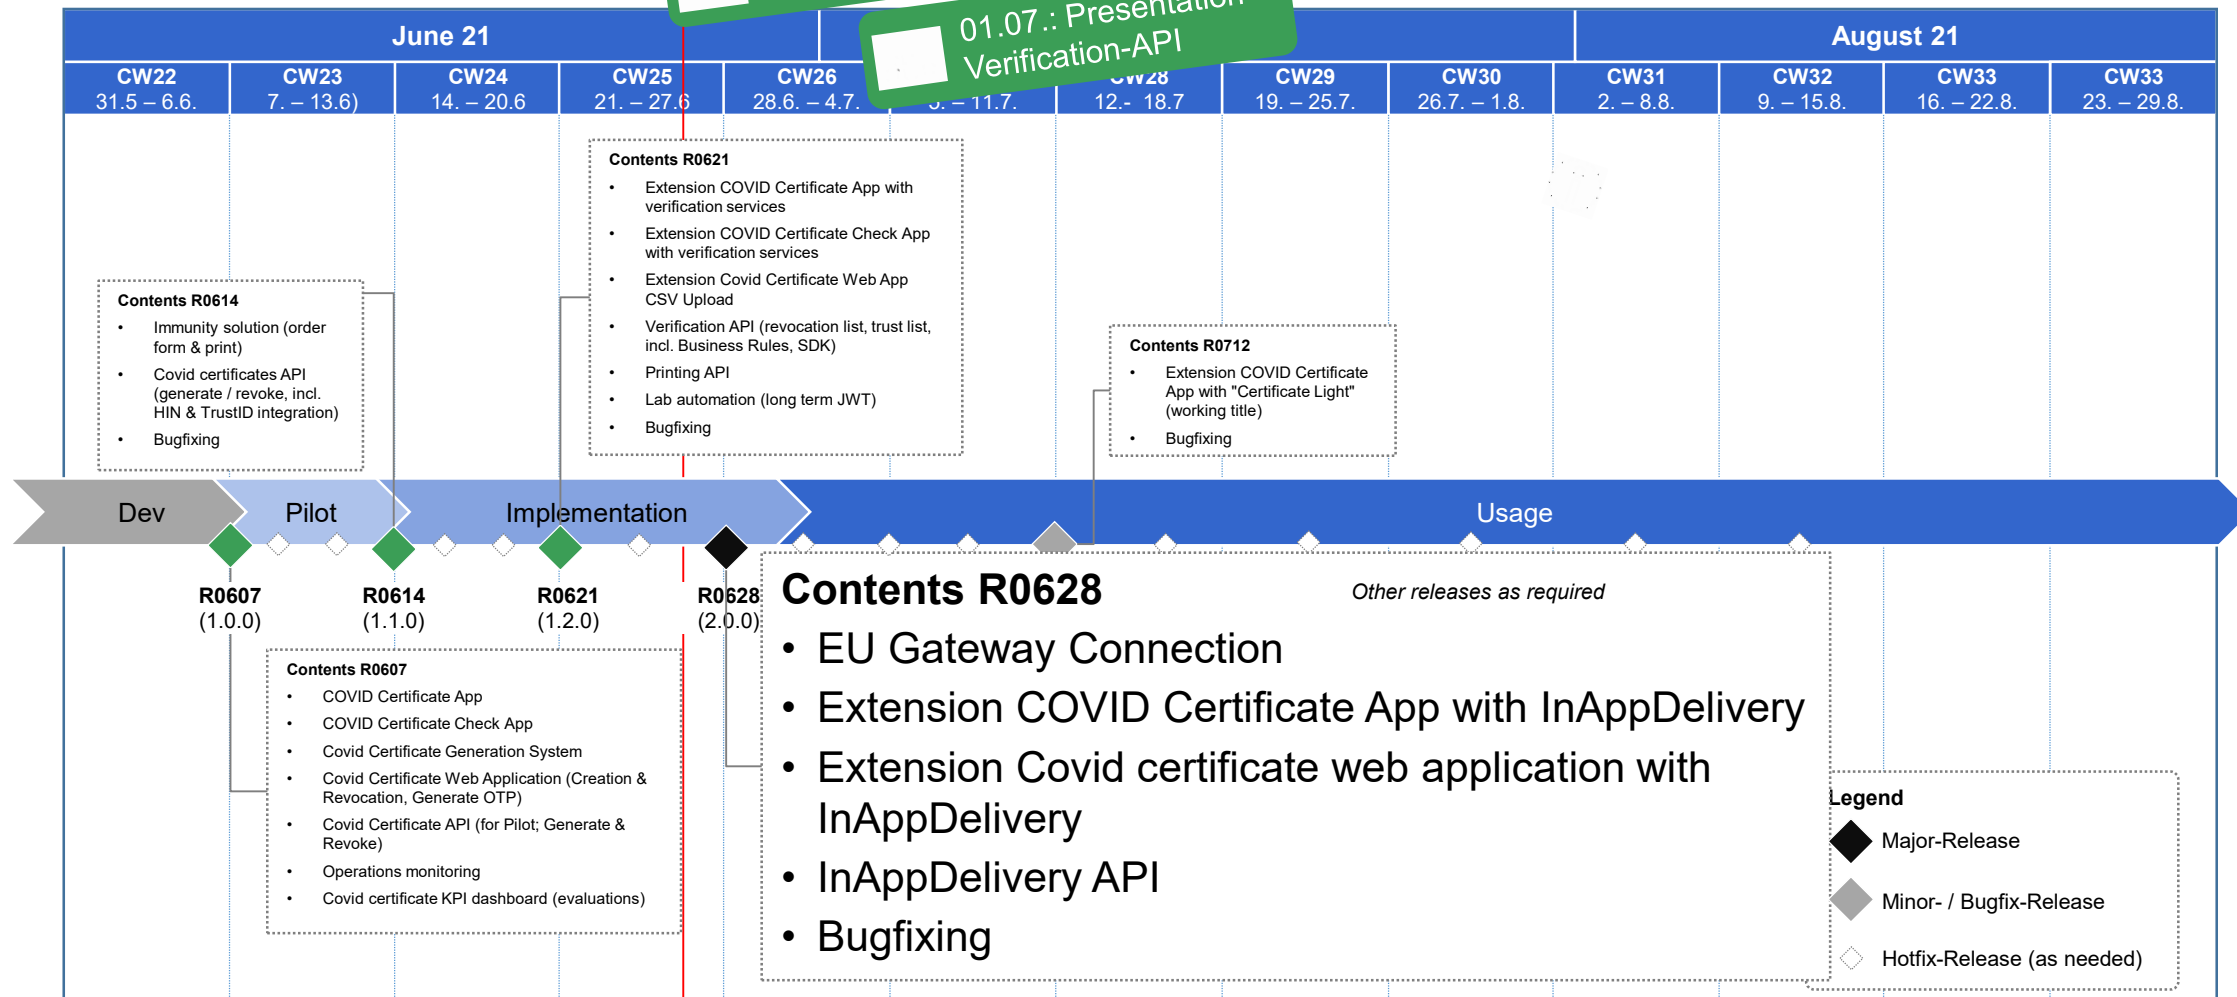 01.07.: Presentation
Verification-API
June 21
August 21
CW22
31.5 – 6.6.
CW23
7. – 13.6)
CW24
14. – 20.6
CW25
21. – 27.6
CW26
28.6. – 4.7.
– 11.7.
CW28
12.- 18.7
CW29
19. – 25.7.
CW30
26.7. – 1.8.
CW31
2. – 8.8.
CW32
9. – 15.8.
CW33
16. – 22.8.
CW33
23. – 29.8.
Contents R0621
• Extension COVID Certificate App with
verification services
• Extension COVID Certificate Check App
with verification services
• Extension Covid Certificate Web App
CSV Upload
• Verification API (revocation list, trust list,
incl. Business Rules, SDK)
• Printing API
• Lab automation (long term JWT)
• Bugfixing
Contents R0614
• Immunity solution (order
form & print)
• Covid certificates API
(generate / revoke, incl.
HIN & TrustID integration)
• Bugfixing
Contents R0712
• Extension COVID Certificate
App with "Certificate Light"
(working title)
• Bugfixing
Dev
Pilot
Implementation
Usage
R0607
(1.0.0)
R0614
(1.1.0)
R0621
(1.2.0)
R0628
(2.0.0)
Contents R0628
Other releases as required
• EU Gateway Connection
• Extension COVID Certificate App with InAppDelivery
• Extension Covid certificate web application with
InAppDelivery
• InAppDelivery API
• Bugfixing
Contents R0607
• COVID Certificate App
• COVID Certificate Check App
• Covid Certificate Generation System
• Covid Certificate Web Application (Creation &
Revocation, Generate OTP)
• Covid Certificate API (for Pilot; Generate &
Revoke)
• Operations monitoring
• Covid certificate KPI dashboard (evaluations)
Legend
Major-Release
Minor- / Bugfix-Release
Hotfix-Release (as needed)